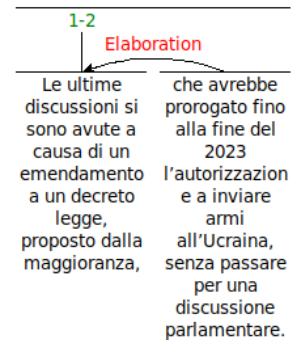 1-2
Elaboration
Le ultime
discussioni si
sono avute a
causa di un
emendamento
a un decreto
legge,
proposto dalla
maggioranza,
che avrebbe
prorogato fino
alla fine del
2023
l'autorizzazion
e a inviare
armi
all'Ucraina,
senza passare
per una
discussione
parlamentare.